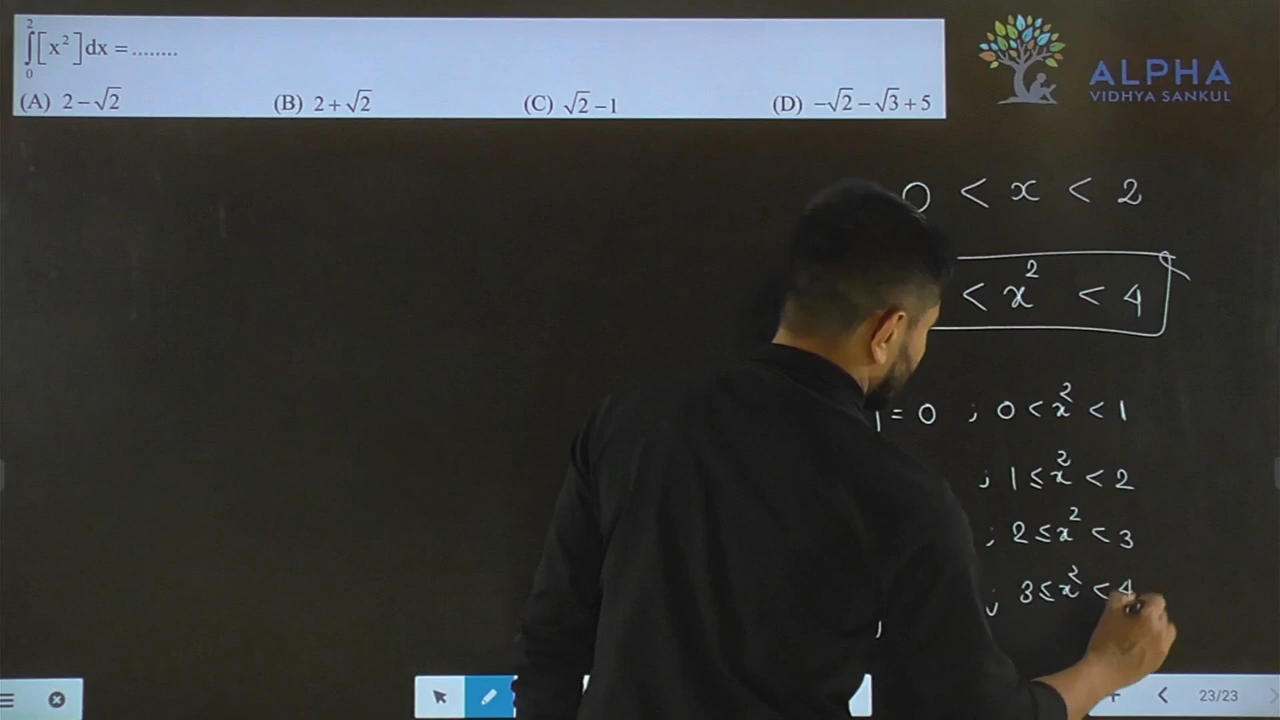 ∫₀² [x²] dx = ........
(A) 2 − √2 (B) 2 + √2 (C) √2 − 1 (D) −√2 − √3 + 5
ALPHA
VIDHYA SANKUL
0 < x < 2
< x² < 4
= 0 ; 0 < x² < 1
; 1 ≤ x² < 2
; 2 ≤ x² < 3
; 3 ≤ x² < 4
23/23